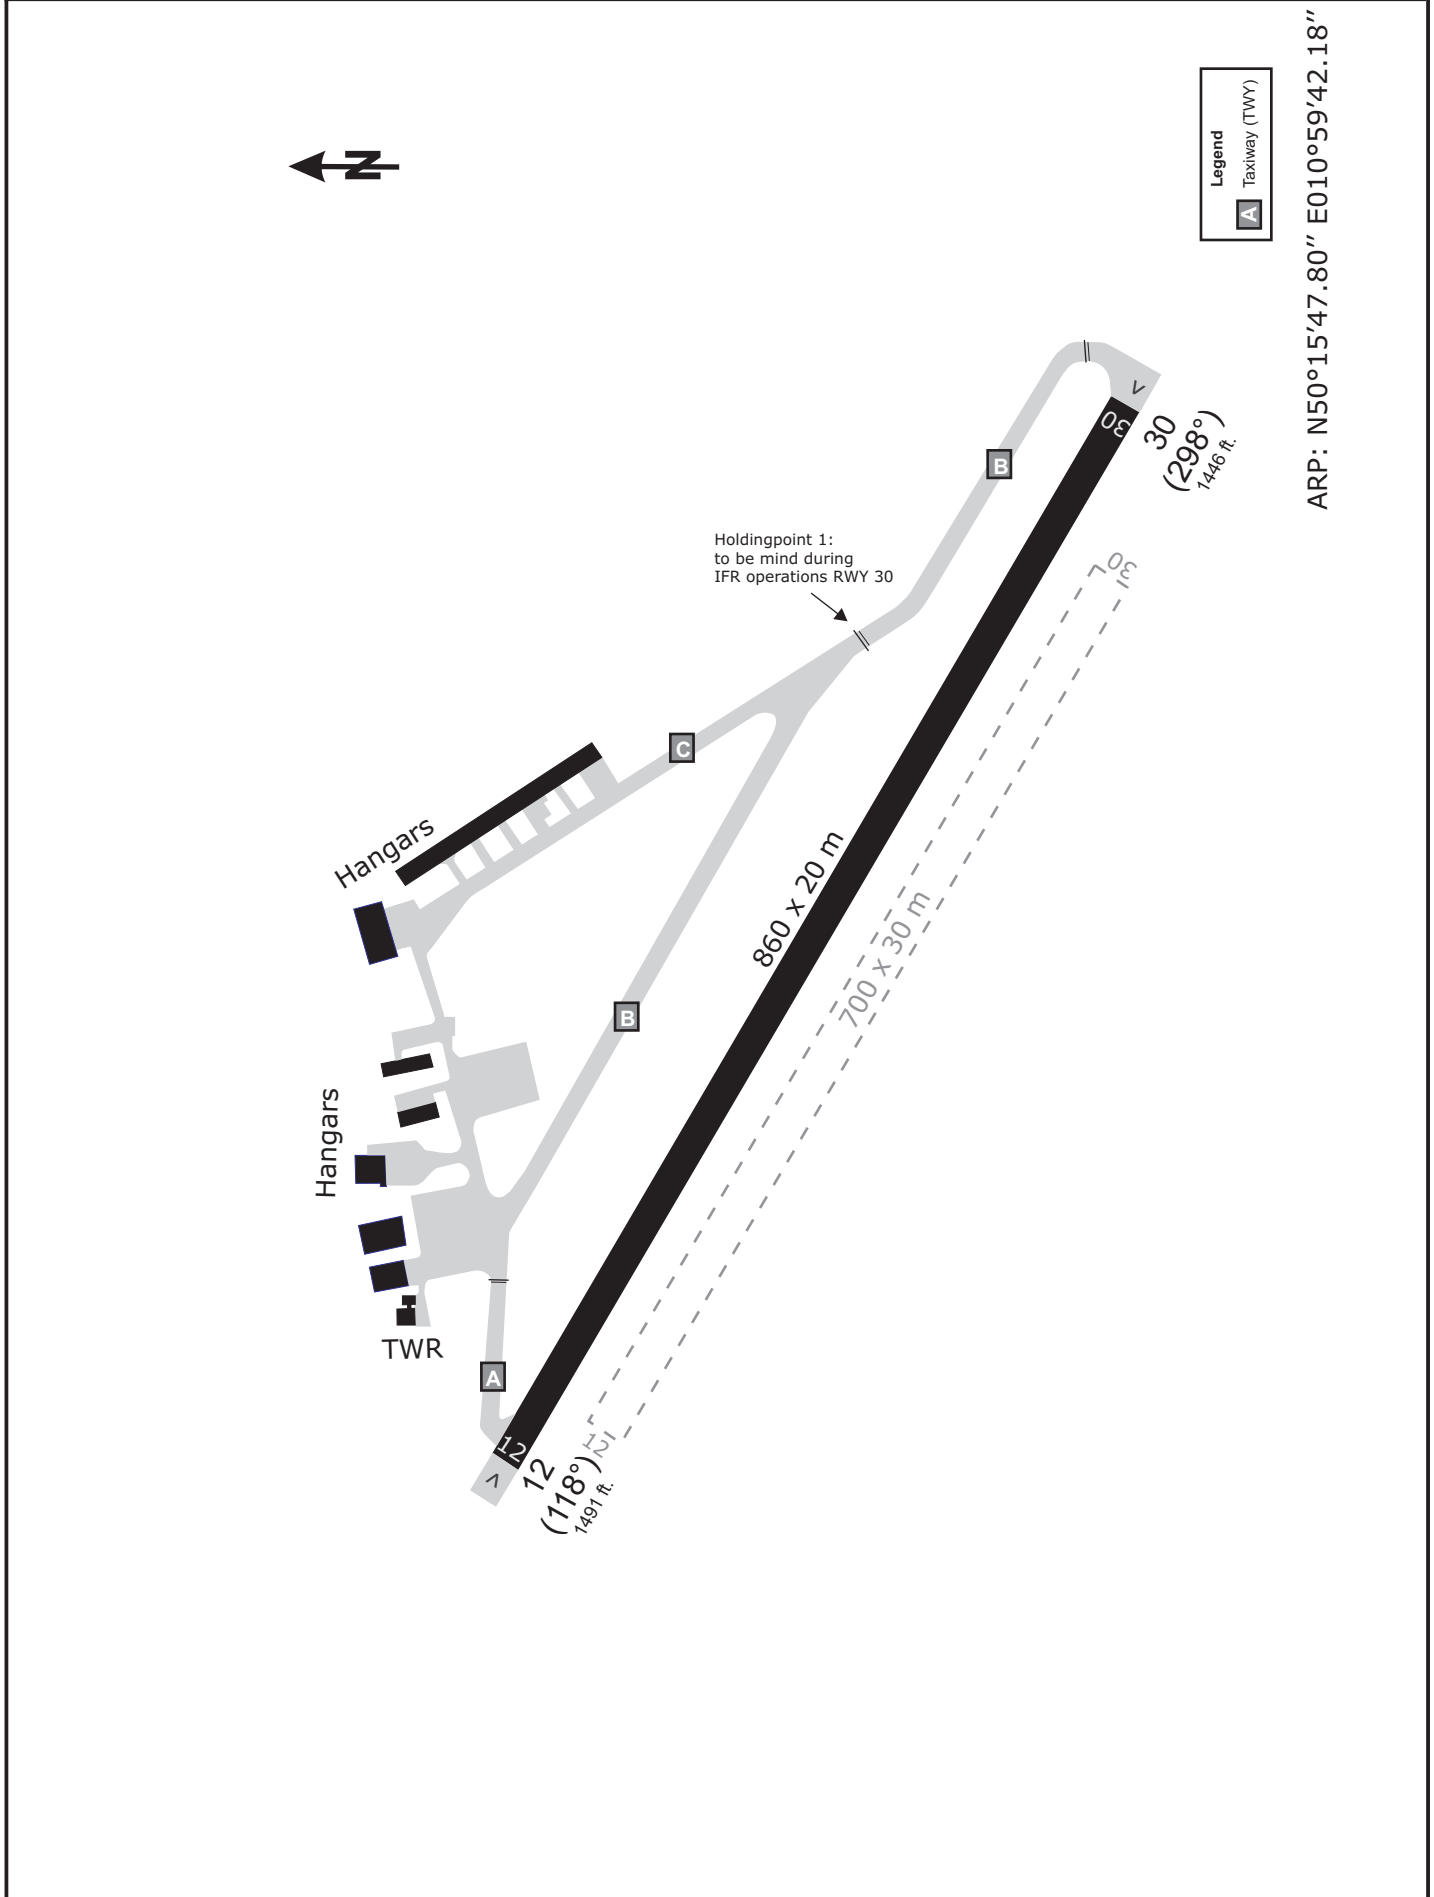 N
Legend
A Taxiway (TWY)
ARP: N50°15’47.80” E010°59’42.18”
Holdingpoint 1:
to be mind during
IFR operations RWY 30
B
30
30
(298°)
1446 ft.
30
C
Hangars
860 x 20 m
700 x 30 m
B
Hangars
TWR
A
12
12
(118°)
1491 ft.
12